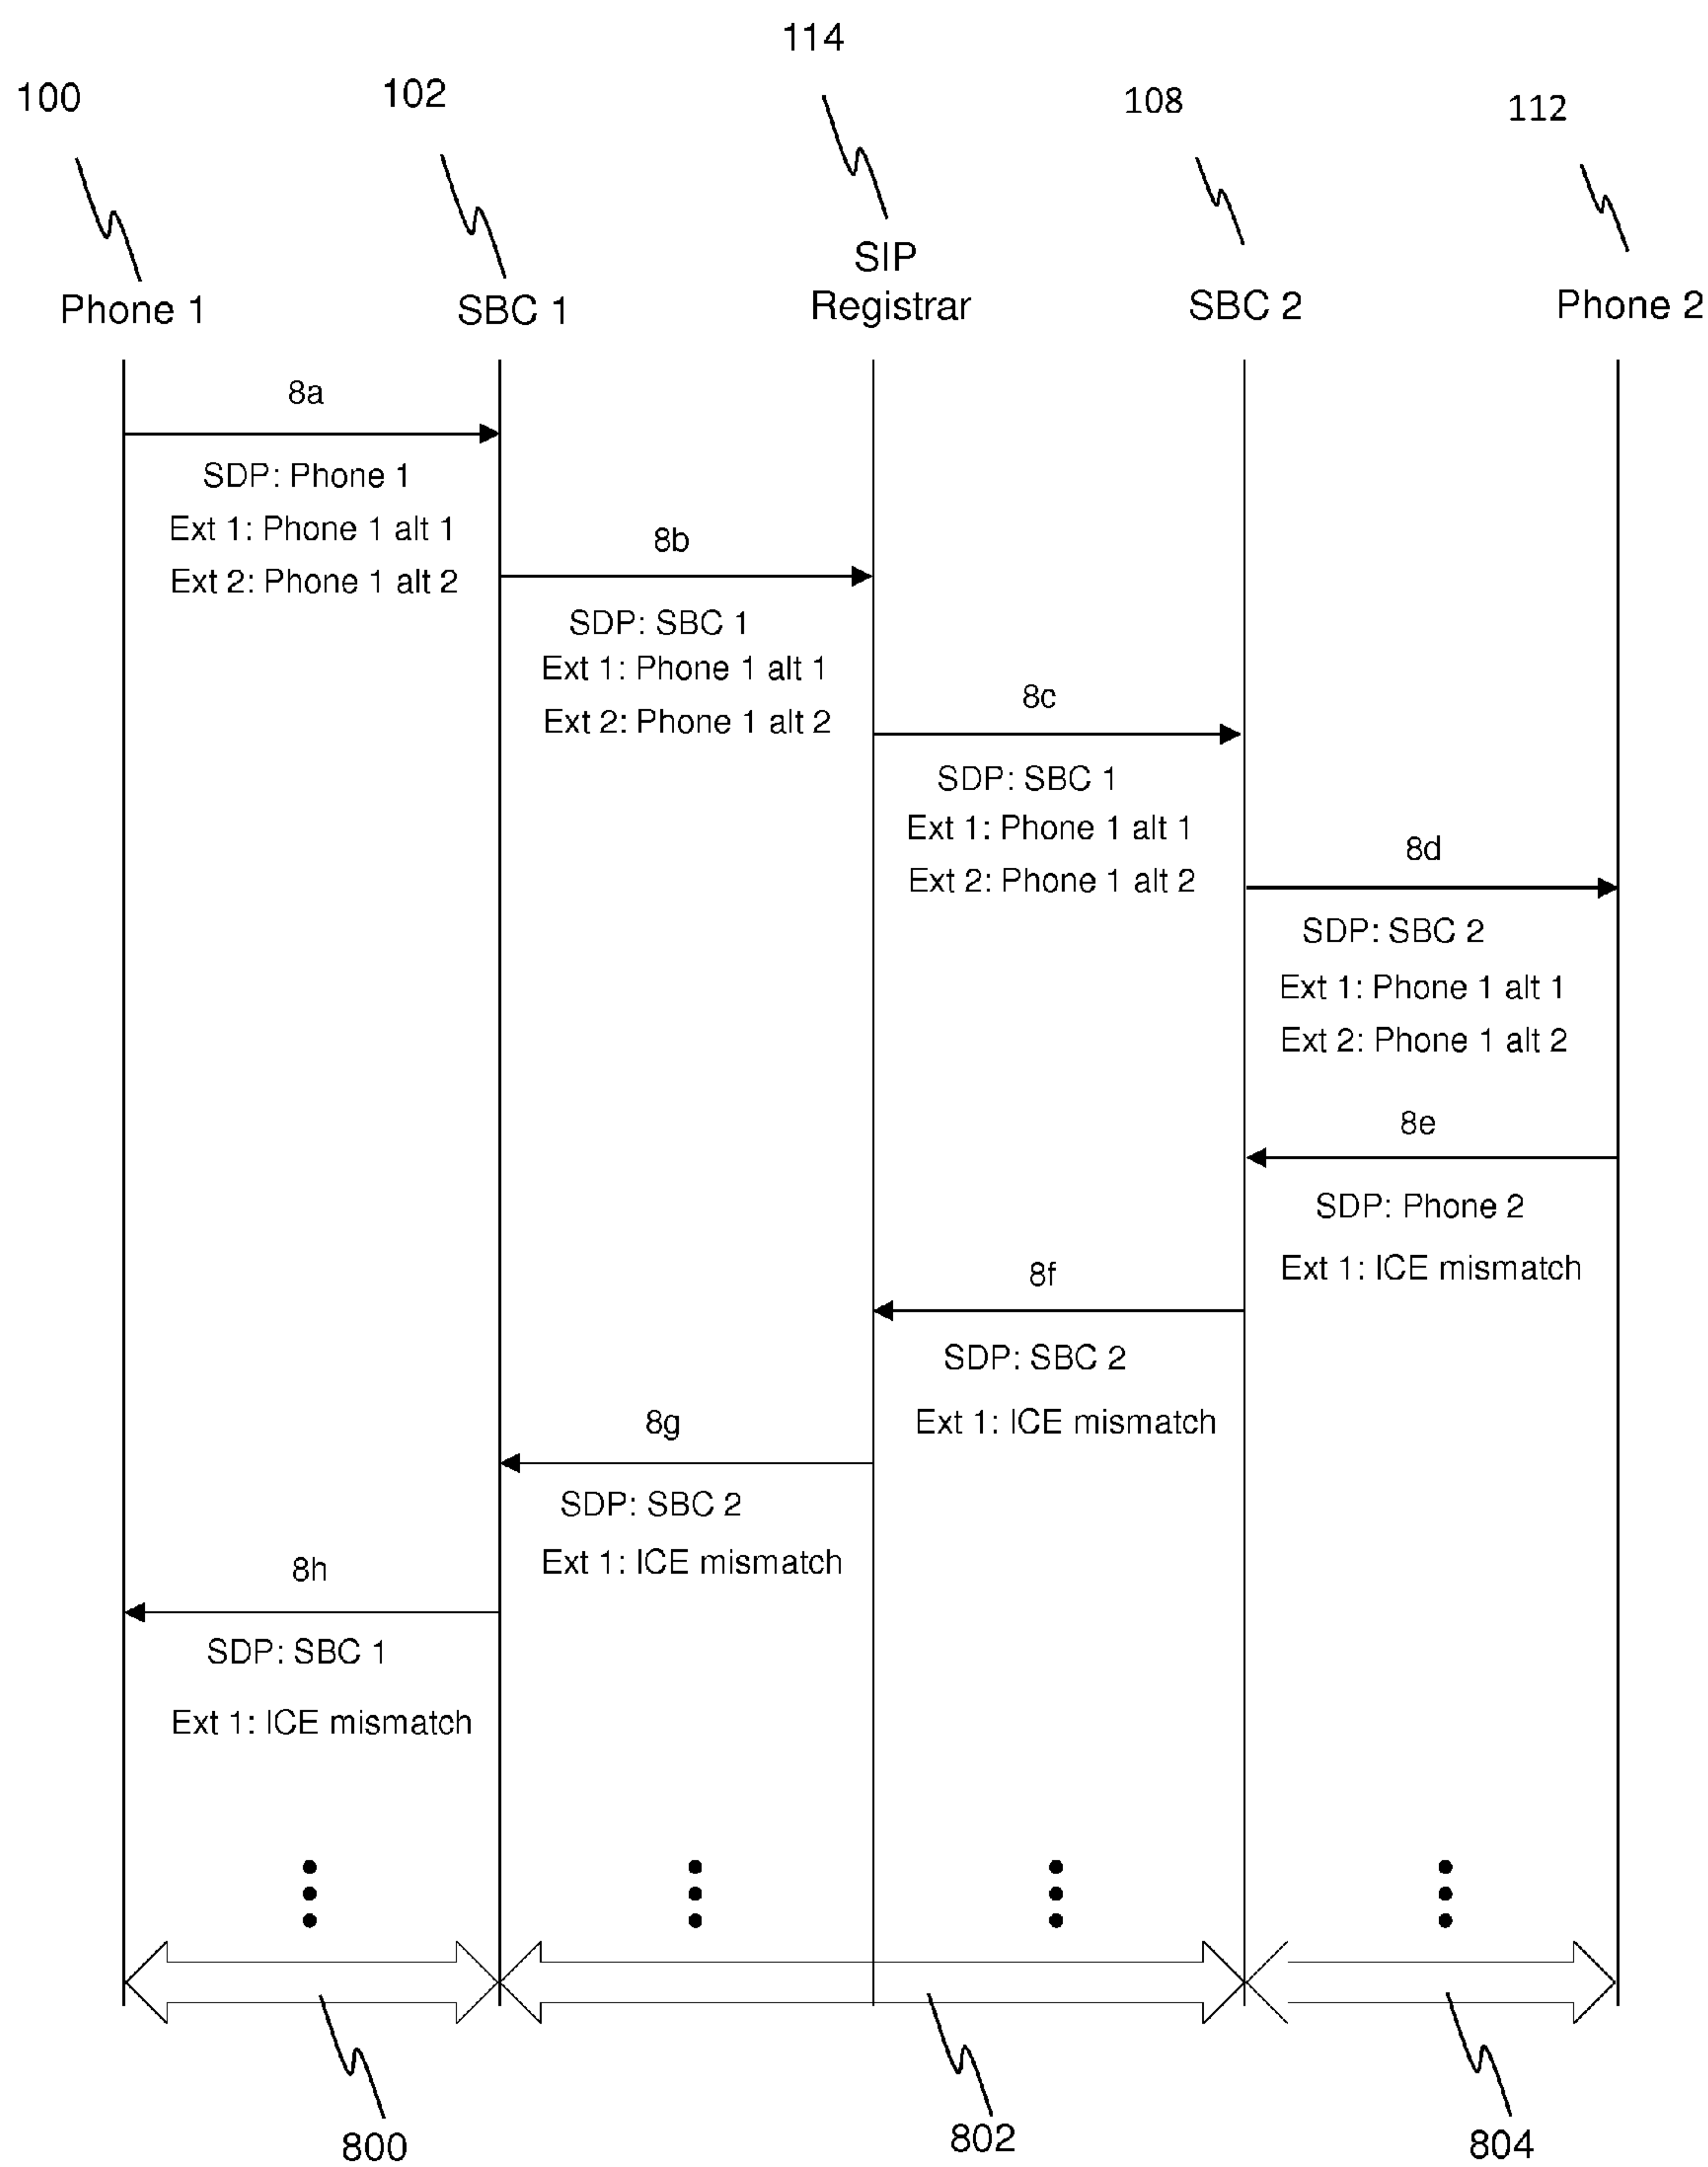 114
100
102
108
112
SIP
Registrar
Phone 1
SBC 1
SBC 2
Phone 2
8a
SDP: Phone 1
Ext 1: Phone 1 alt 1
Ext 2: Phone 1 alt 2
8b
SDP: SBC 1
Ext 1: Phone 1 alt 1
Ext 2: Phone 1 alt 2
8c
SDP: SBC 1
Ext 1: Phone 1 alt 1
Ext 2: Phone 1 alt 2
8d
SDP: SBC 2
Ext 1: Phone 1 alt 1
Ext 2: Phone 1 alt 2
8e
SDP: Phone 2
Ext 1: ICE mismatch
8f
SDP: SBC 2
Ext 1: ICE mismatch
8g
SDP: SBC 2
Ext 1: ICE mismatch
8h
SDP: SBC 1
Ext 1: ICE mismatch
800
802
804